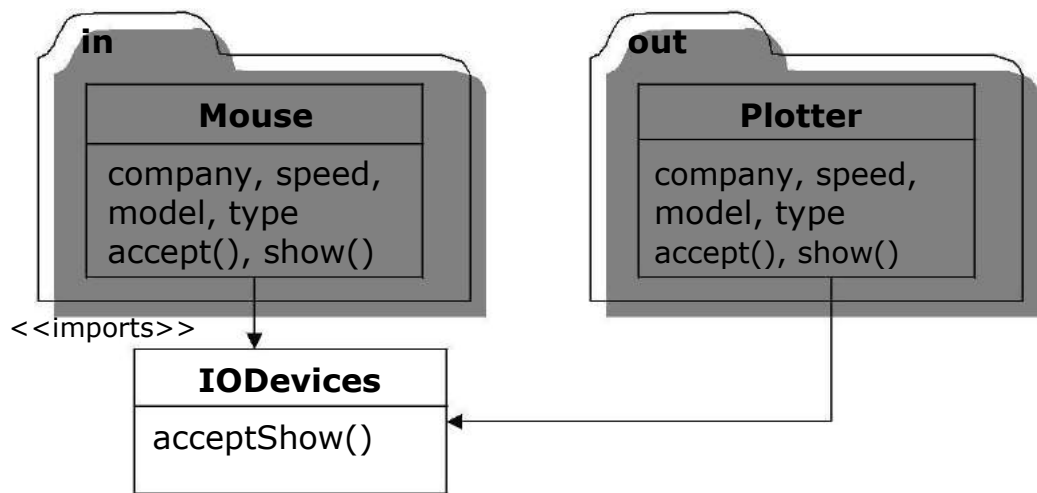 in
Mouse
company, speed,
model, type
accept(), show()
out
Plotter
company, speed,
model, type
accept(), show()
<<imports>>
IODevices
acceptShow()